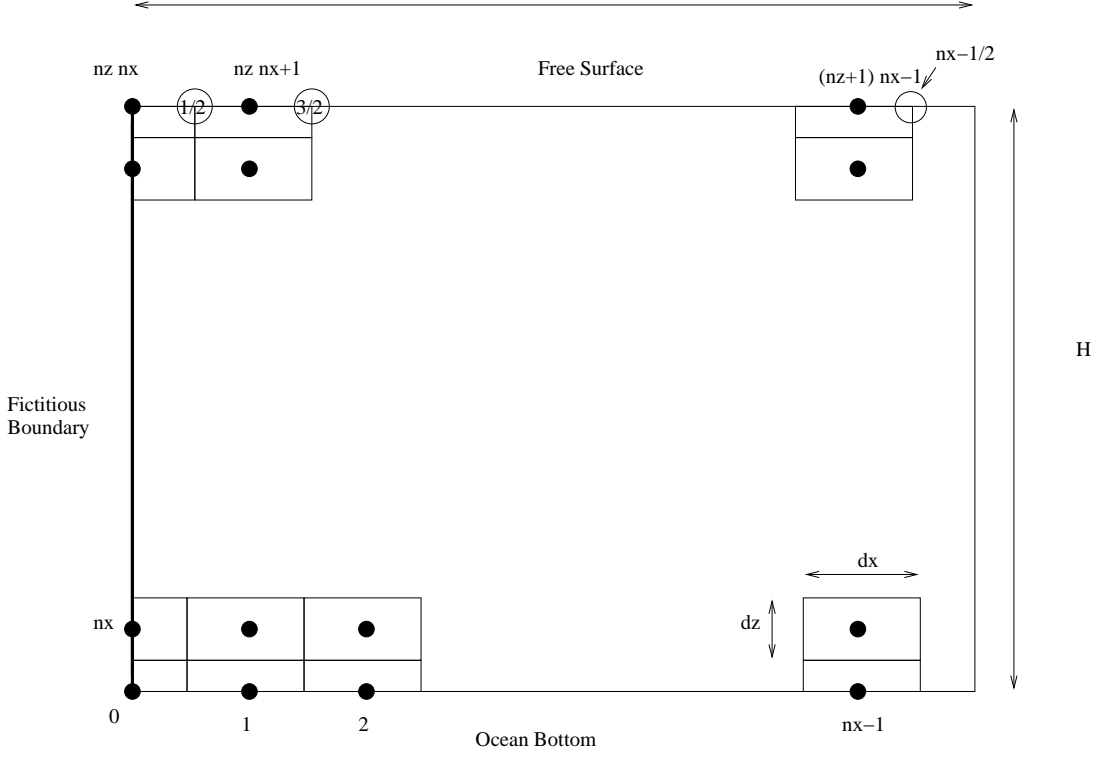 nx−1/2
nz nx
nz nx+1
Free Surface
(nz+1) nx−1
1/2
3/2
H
Fictitious
Boundary
dx
nx
dz
0
1
2
nx−1
Ocean Bottom